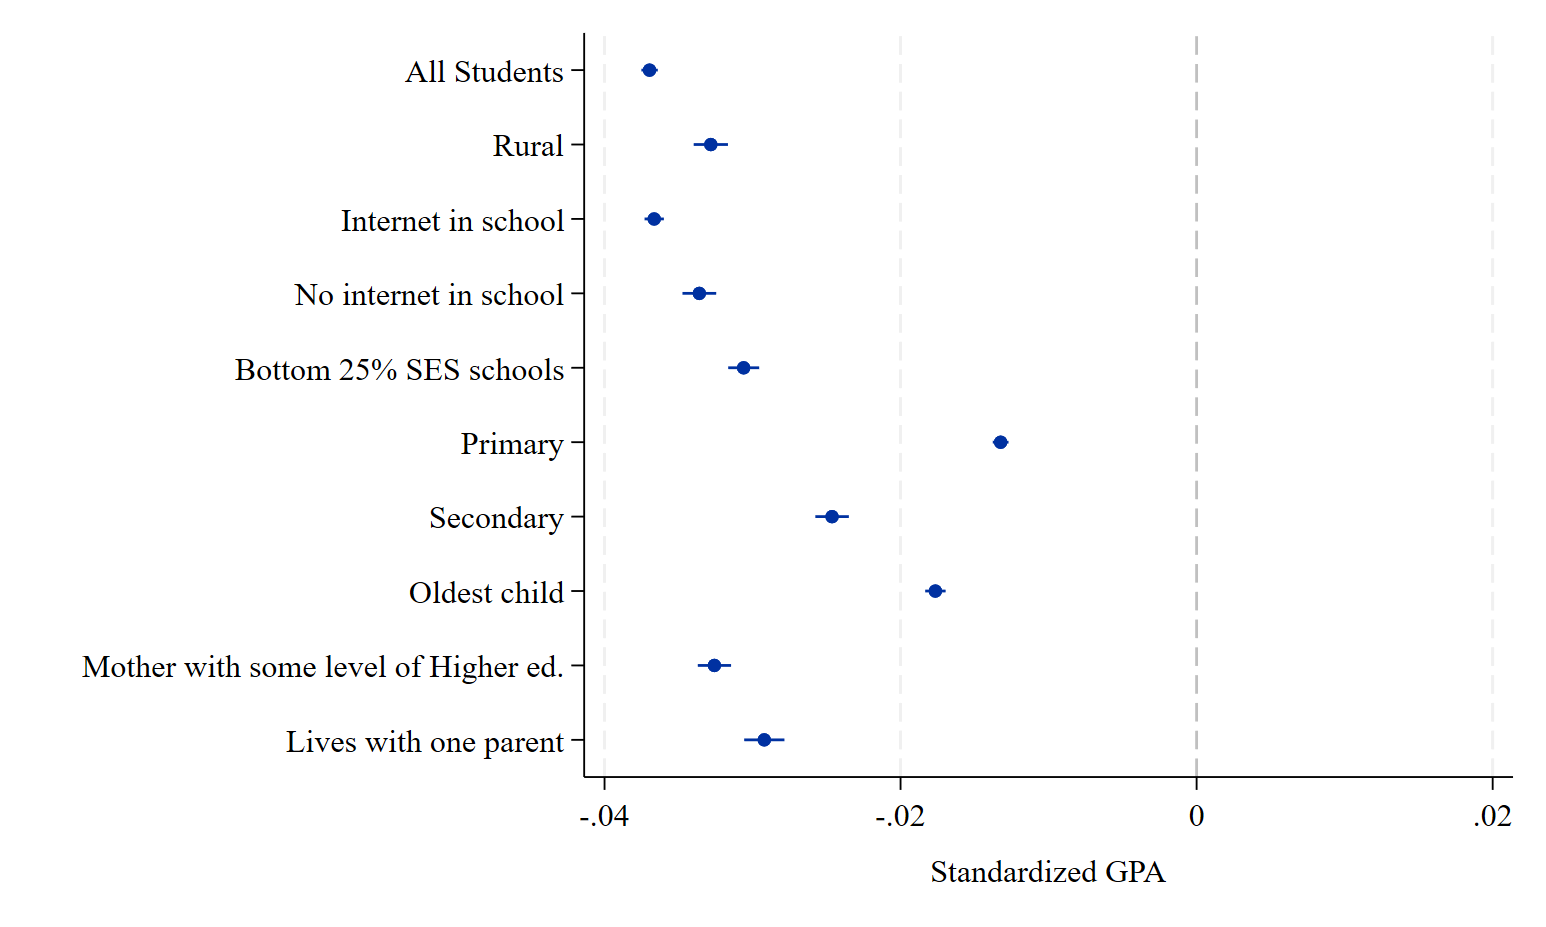 All Students
Rural
Internet in school
No internet in school
Bottom 25% SES schools
Primary
Secondary
Oldest child
Mother with some level of Higher ed.
Lives with one parent
-.04 -.02 0 .02
Standardized GPA